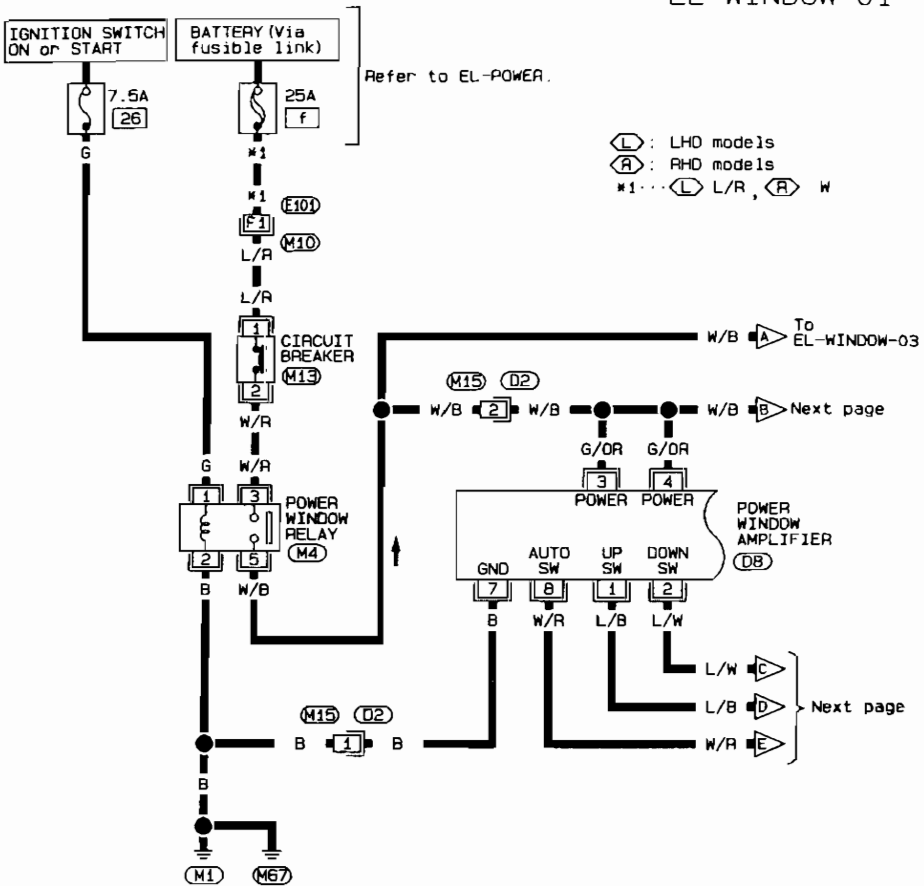 EL-WINDOW-01
IGNITION SWITCH
ON or START
BATTERY (Via
fusible link)
Refer to EL-POWER.
7.5A
26
25A
f
G
*1
*1
E101
F1
M10
L/R
L/R
L : LHD models
R : RHD models
*1··· L L/R , R W
1
CIRCUIT
BREAKER
M13
2
W/R
W/B A To
EL-WINDOW-03
M15 D2
W/B 2 W/B
W/B B Next page
G/OR G/OR
G W/R
3 4
POWER POWER
1 3
POWER
WINDOW
RELAY
M4
2 5
B W/B
POWER
WINDOW
AMPLIFIER
D8
GND
AUTO
SW
UP
SW
DOWN
SW
7 8 1 2
B W/R L/B L/W
L/W C
L/B D
W/R E
Next page
M15 D2
B 1 B
B
M1 M67